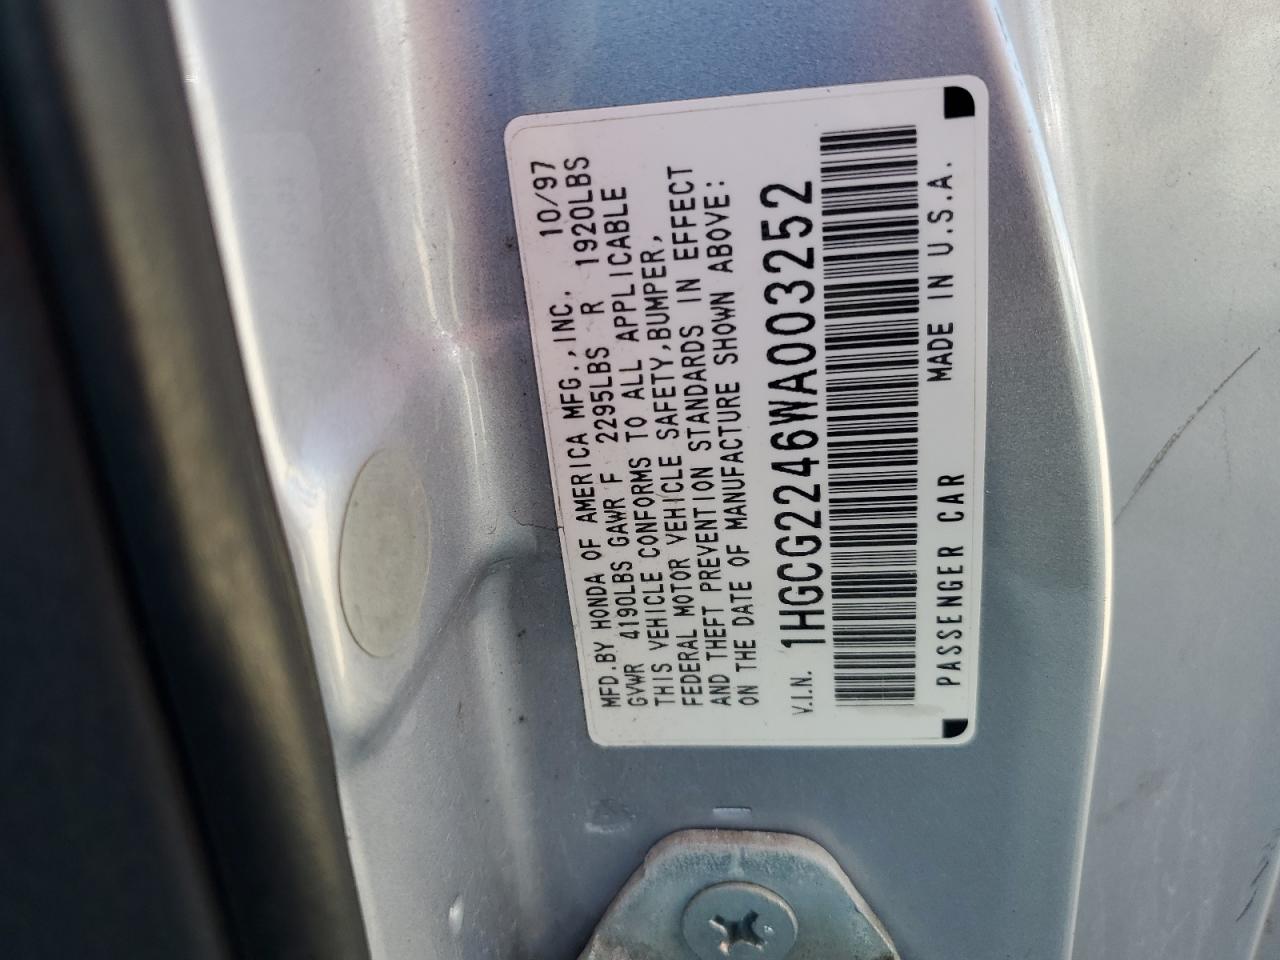 MFD.BY HONDA OF AMERICA MFG.,INC. 10/97
GVWR 4190LBS GAWR F 2295LBS R 1920LBS
THIS VEHICLE CONFORMS TO ALL APPLICABLE
FEDERAL MOTOR VEHICLE SAFETY,BUMPER,
AND THEFT PREVENTION STANDARDS IN EFFECT
ON THE DATE OF MANUFACTURE SHOWN ABOVE:
V.I.N. 1HGCG2246WA003252
PASSENGER CAR MADE IN U.S.A.